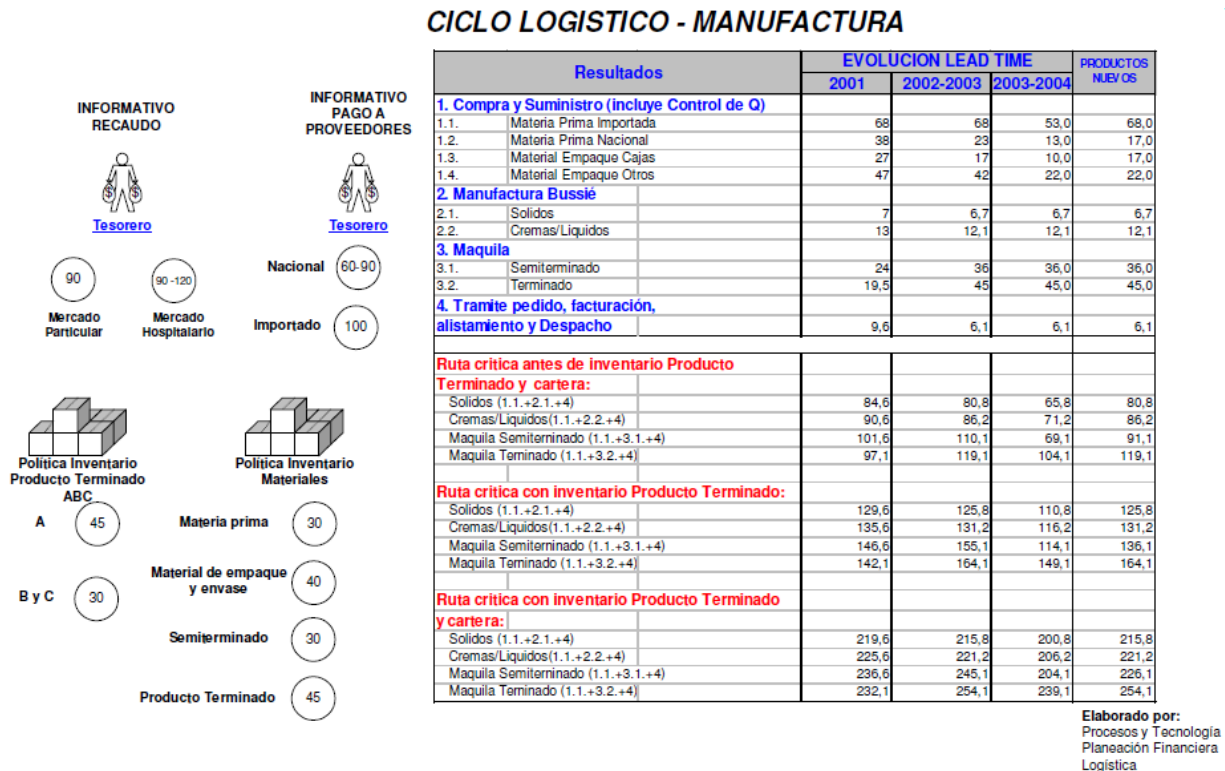 CICLO LOGISTICO - MANUFACTURA
INFORMATIVO
RECAUDO
INFORMATIVO
PAGO A
PROVEEDORES
$ $
$ $
Tesorero
Tesorero
90
90 -120
Mercado
Particular
Mercado
Hospitalario
Nacional 60-90
Importado 100
Política Inventario
Producto Terminado
ABC
A 45
B y C 30
Política Inventario
Materiales
Materia prima 30
Material de empaque
y envase 40
Semiterminado 30
Producto Terminado 45
Resultados EVOLUCION LEAD TIME PRODUCTOS
NUEVOS
2001 2002-2003 2003-2004
1. Compra y Suministro (incluye Control de Q)
1.1. Materia Prima Importada 68 68 53,0 68,0
1.2. Materia Prima Nacional 38 23 13,0 17,0
1.3. Material Empaque Cajas 27 17 10,0 17,0
1.4. Material Empaque Otros 47 42 22,0 22,0
2. Manufactura Bussié
2.1. Solidos 7 6,7 6,7 6,7
2.2. Cremas/Liquidos 13 12,1 12,1 12,1
3. Maquila
3.1. Semiterminado 24 36 36,0 36,0
3.2. Terminado 19,5 45 45,0 45,0
4. Tramite pedido, facturación,
alistamiento y Despacho 9,6 6,1 6,1 6,1
Ruta critica antes de inventario Producto
Terminado y cartera:
Solidos (1.1.+2.1.+4) 84,6 80,8 65,8 80,8
Cremas/Liquidos(1.1.+2.2.+4) 90,6 86,2 71,2 86,2
Maquila Semiterninado (1.1.+3.1.+4) 101,6 110,1 69,1 91,1
Maquila Terninado (1.1.+3.2.+4) 97,1 119,1 104,1 119,1
Ruta critica con inventario Producto Terminado:
Solidos (1.1.+2.1.+4) 129,6 125,8 110,8 125,8
Cremas/Liquidos(1.1.+2.2.+4) 135,6 131,2 116,2 131,2
Maquila Semiterninado (1.1.+3.1.+4) 146,6 155,1 114,1 136,1
Maquila Terninado (1.1.+3.2.+4) 142,1 164,1 149,1 164,1
Ruta critica con inventario Producto Terminado
y cartera:
Solidos (1.1.+2.1.+4) 219,6 215,8 200,8 215,8
Cremas/Liquidos(1.1.+2.2.+4) 225,6 221,2 206,2 221,2
Maquila Semiterninado (1.1.+3.1.+4) 236,6 245,1 204,1 226,1
Maquila Terninado (1.1.+3.2.+4) 232,1 254,1 239,1 254,1
Elaborado por:
Procesos y Tecnología
Planeación Financiera
Logística